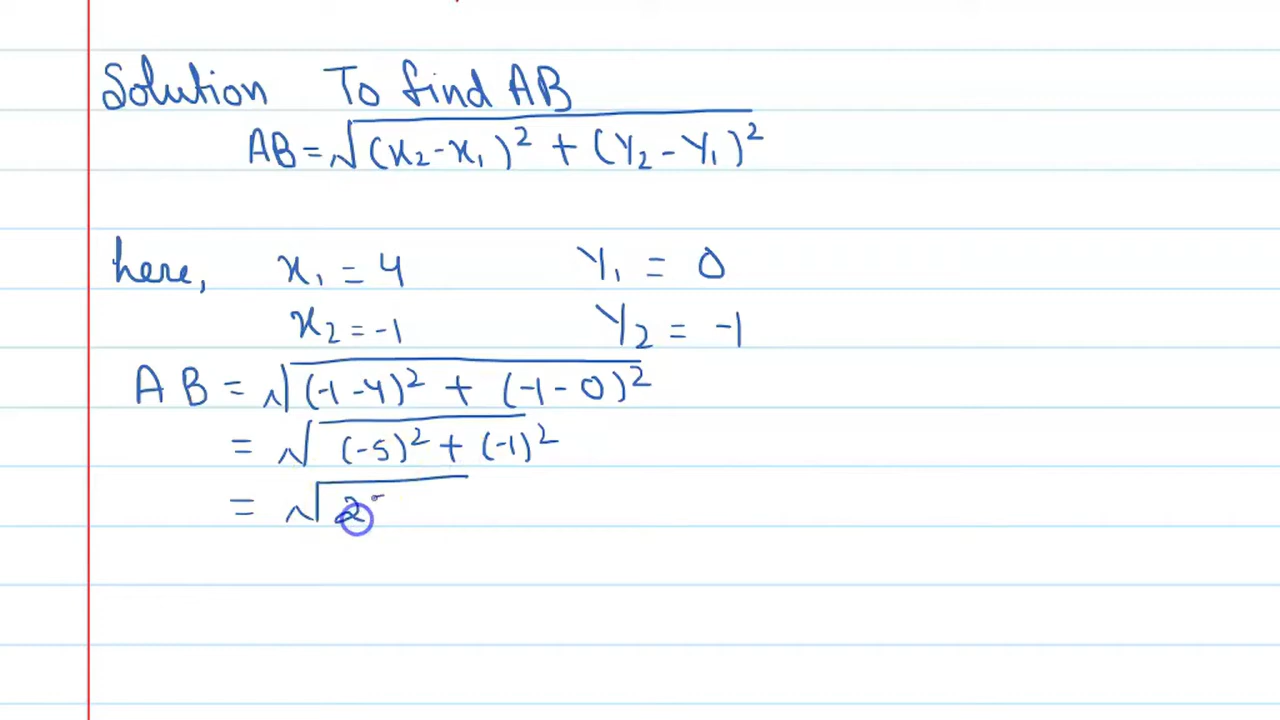 Solution To find AB
AB = √(x₂ - x₁)² + (Y₂ - Y₁)²
here, x₁ = 4 Y₁ = 0
x₂ = -1 Y₂ = -1
AB = √(-1 - 4)² + (-1 - 0)²
= √(-5)² + (-1)²
= √2